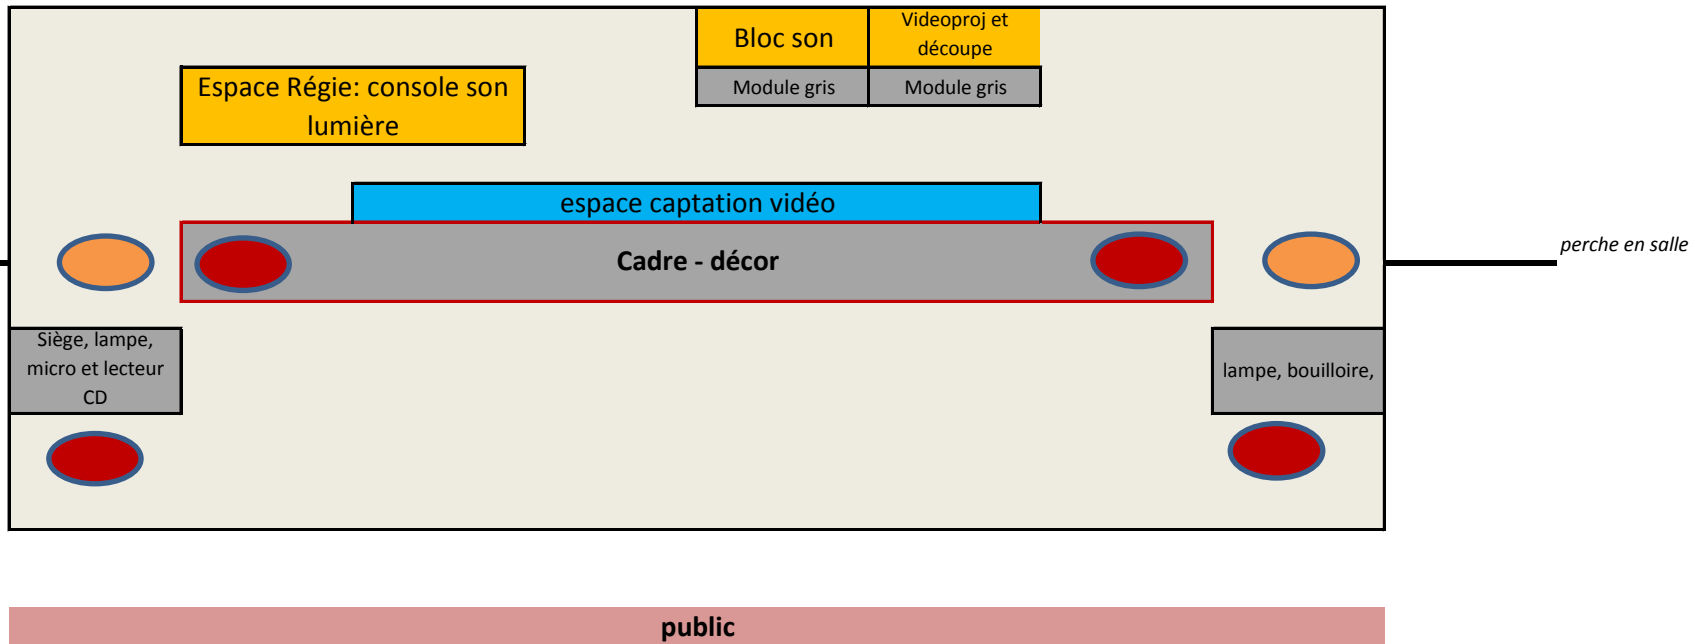 Bloc son
Videoproj et
découpe
Espace Régie: console son
lumière
Module gris
Module gris
espace captation vidéo
Cadre - décor
perche en salle
Siège, lampe,
micro et lecteur
CD
lampe, bouilloire,
public